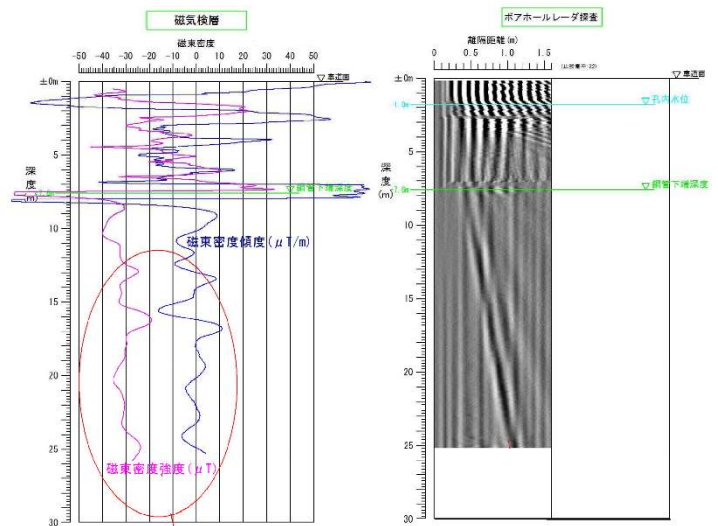 磁気検層
磁束密度
-50 -40 -30 -20 -10 0 10 20 30 40 50
±0m
5
10
15
20
25
30
深度(m)
車道面
鋼管下端深度
磁束密度傾度(μT/m)
磁束密度強度(μT)
ボアホールレーダ探査
離隔距離(m)
0 0.5 1.0 1.5
±0m
5
10
15
20
25
30
深度(m)
車道面
孔内水位
鋼管下端深度